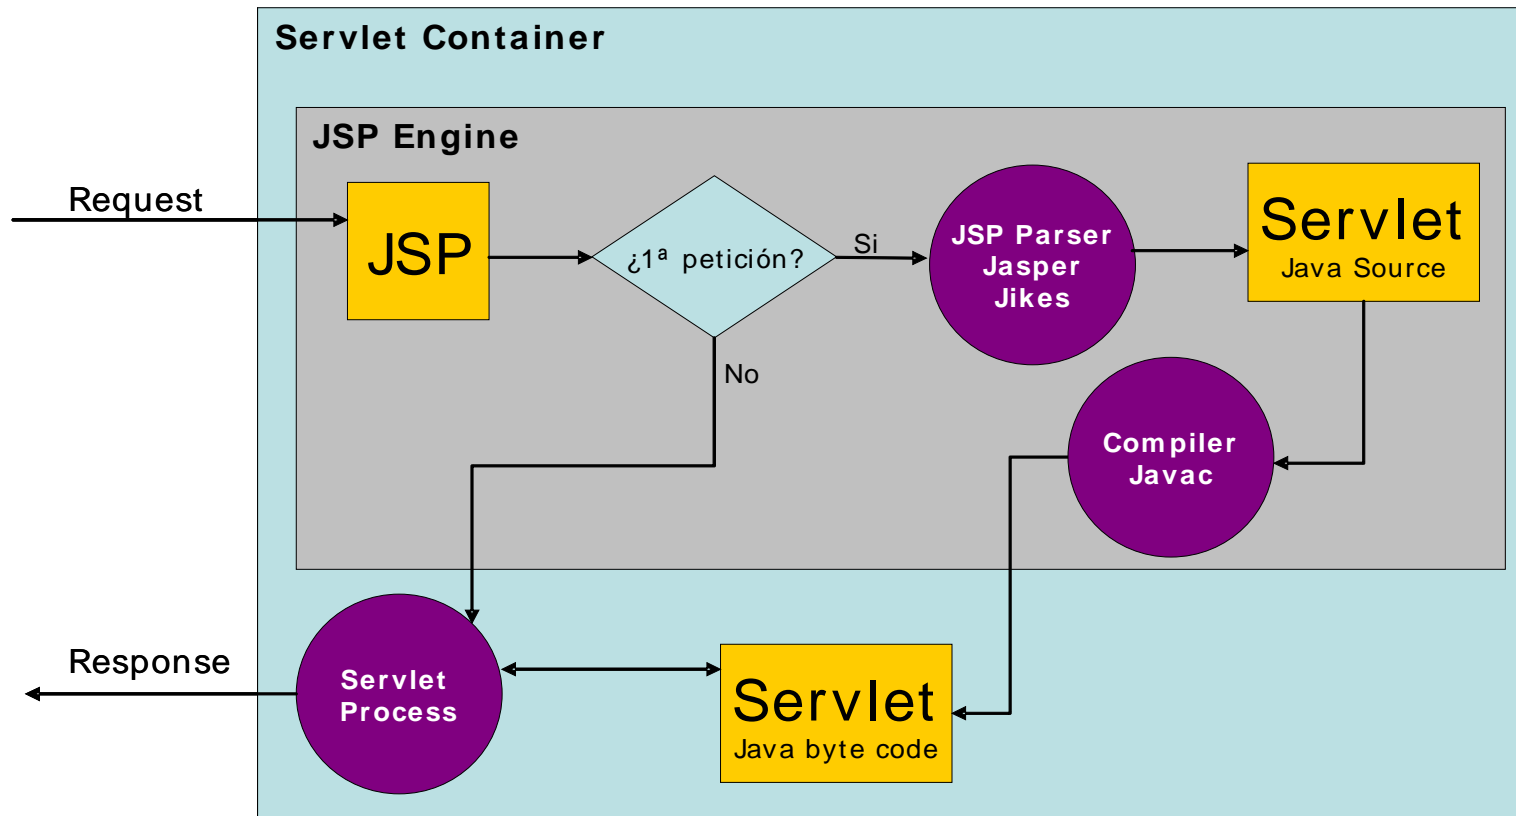 Servlet Container
JSP Engine
Request
JSP
¿1ª petición?
Si
JSP Parser
Jasper
Jikes
Servlet
Java Source
No
Compiler
Javac
Response
Servlet
Process
Servlet
Java byte code